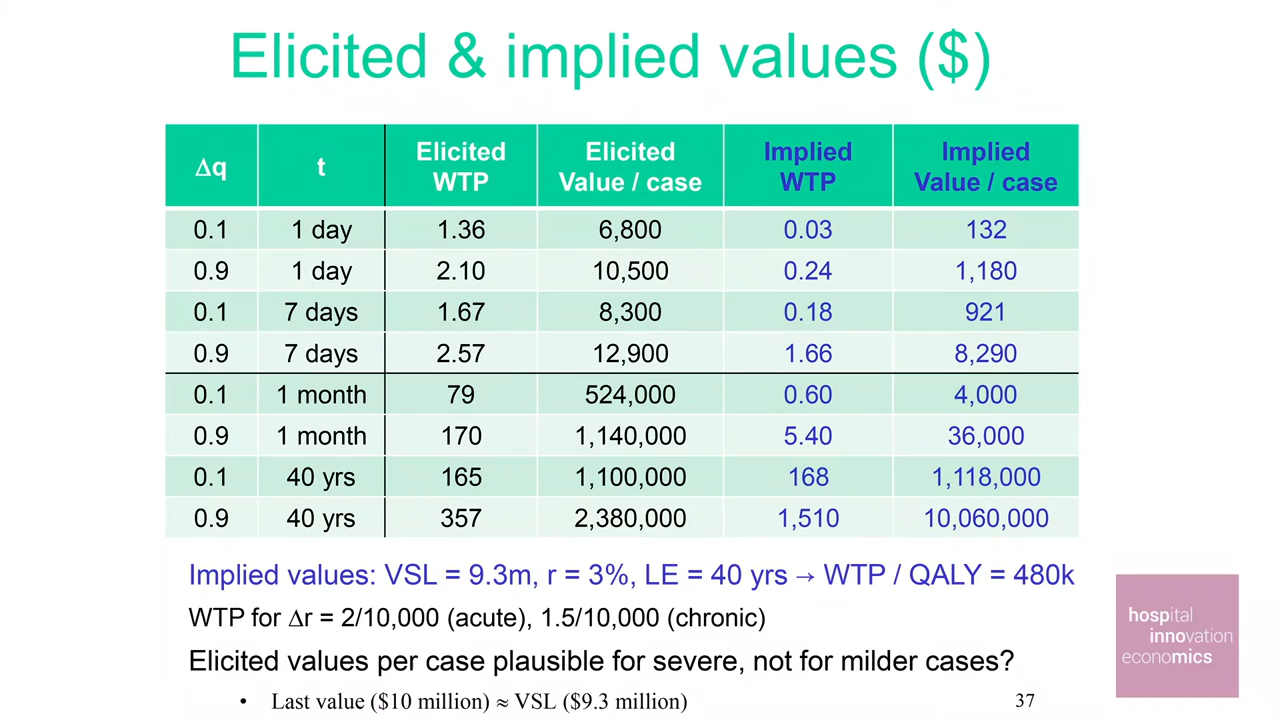 Elicited & implied values ($)
Δq t Elicited WTP Elicited Value / case Implied WTP Implied Value / case
0.1 1 day 1.36 6,800 0.03 132
0.9 1 day 2.10 10,500 0.24 1,180
0.1 7 days 1.67 8,300 0.18 921
0.9 7 days 2.57 12,900 1.66 8,290
0.1 1 month 79 524,000 0.60 4,000
0.9 1 month 170 1,140,000 5.40 36,000
0.1 40 yrs 165 1,100,000 168 1,118,000
0.9 40 yrs 357 2,380,000 1,510 10,060,000
Implied values: VSL = 9.3m, r = 3%, LE = 40 yrs → WTP / QALY = 480k
WTP for Δr = 2/10,000 (acute), 1.5/10,000 (chronic)
Elicited values per case plausible for severe, not for milder cases?
• Last value ($10 million) ≈ VSL ($9.3 million)
37
hospital
innovation
economics